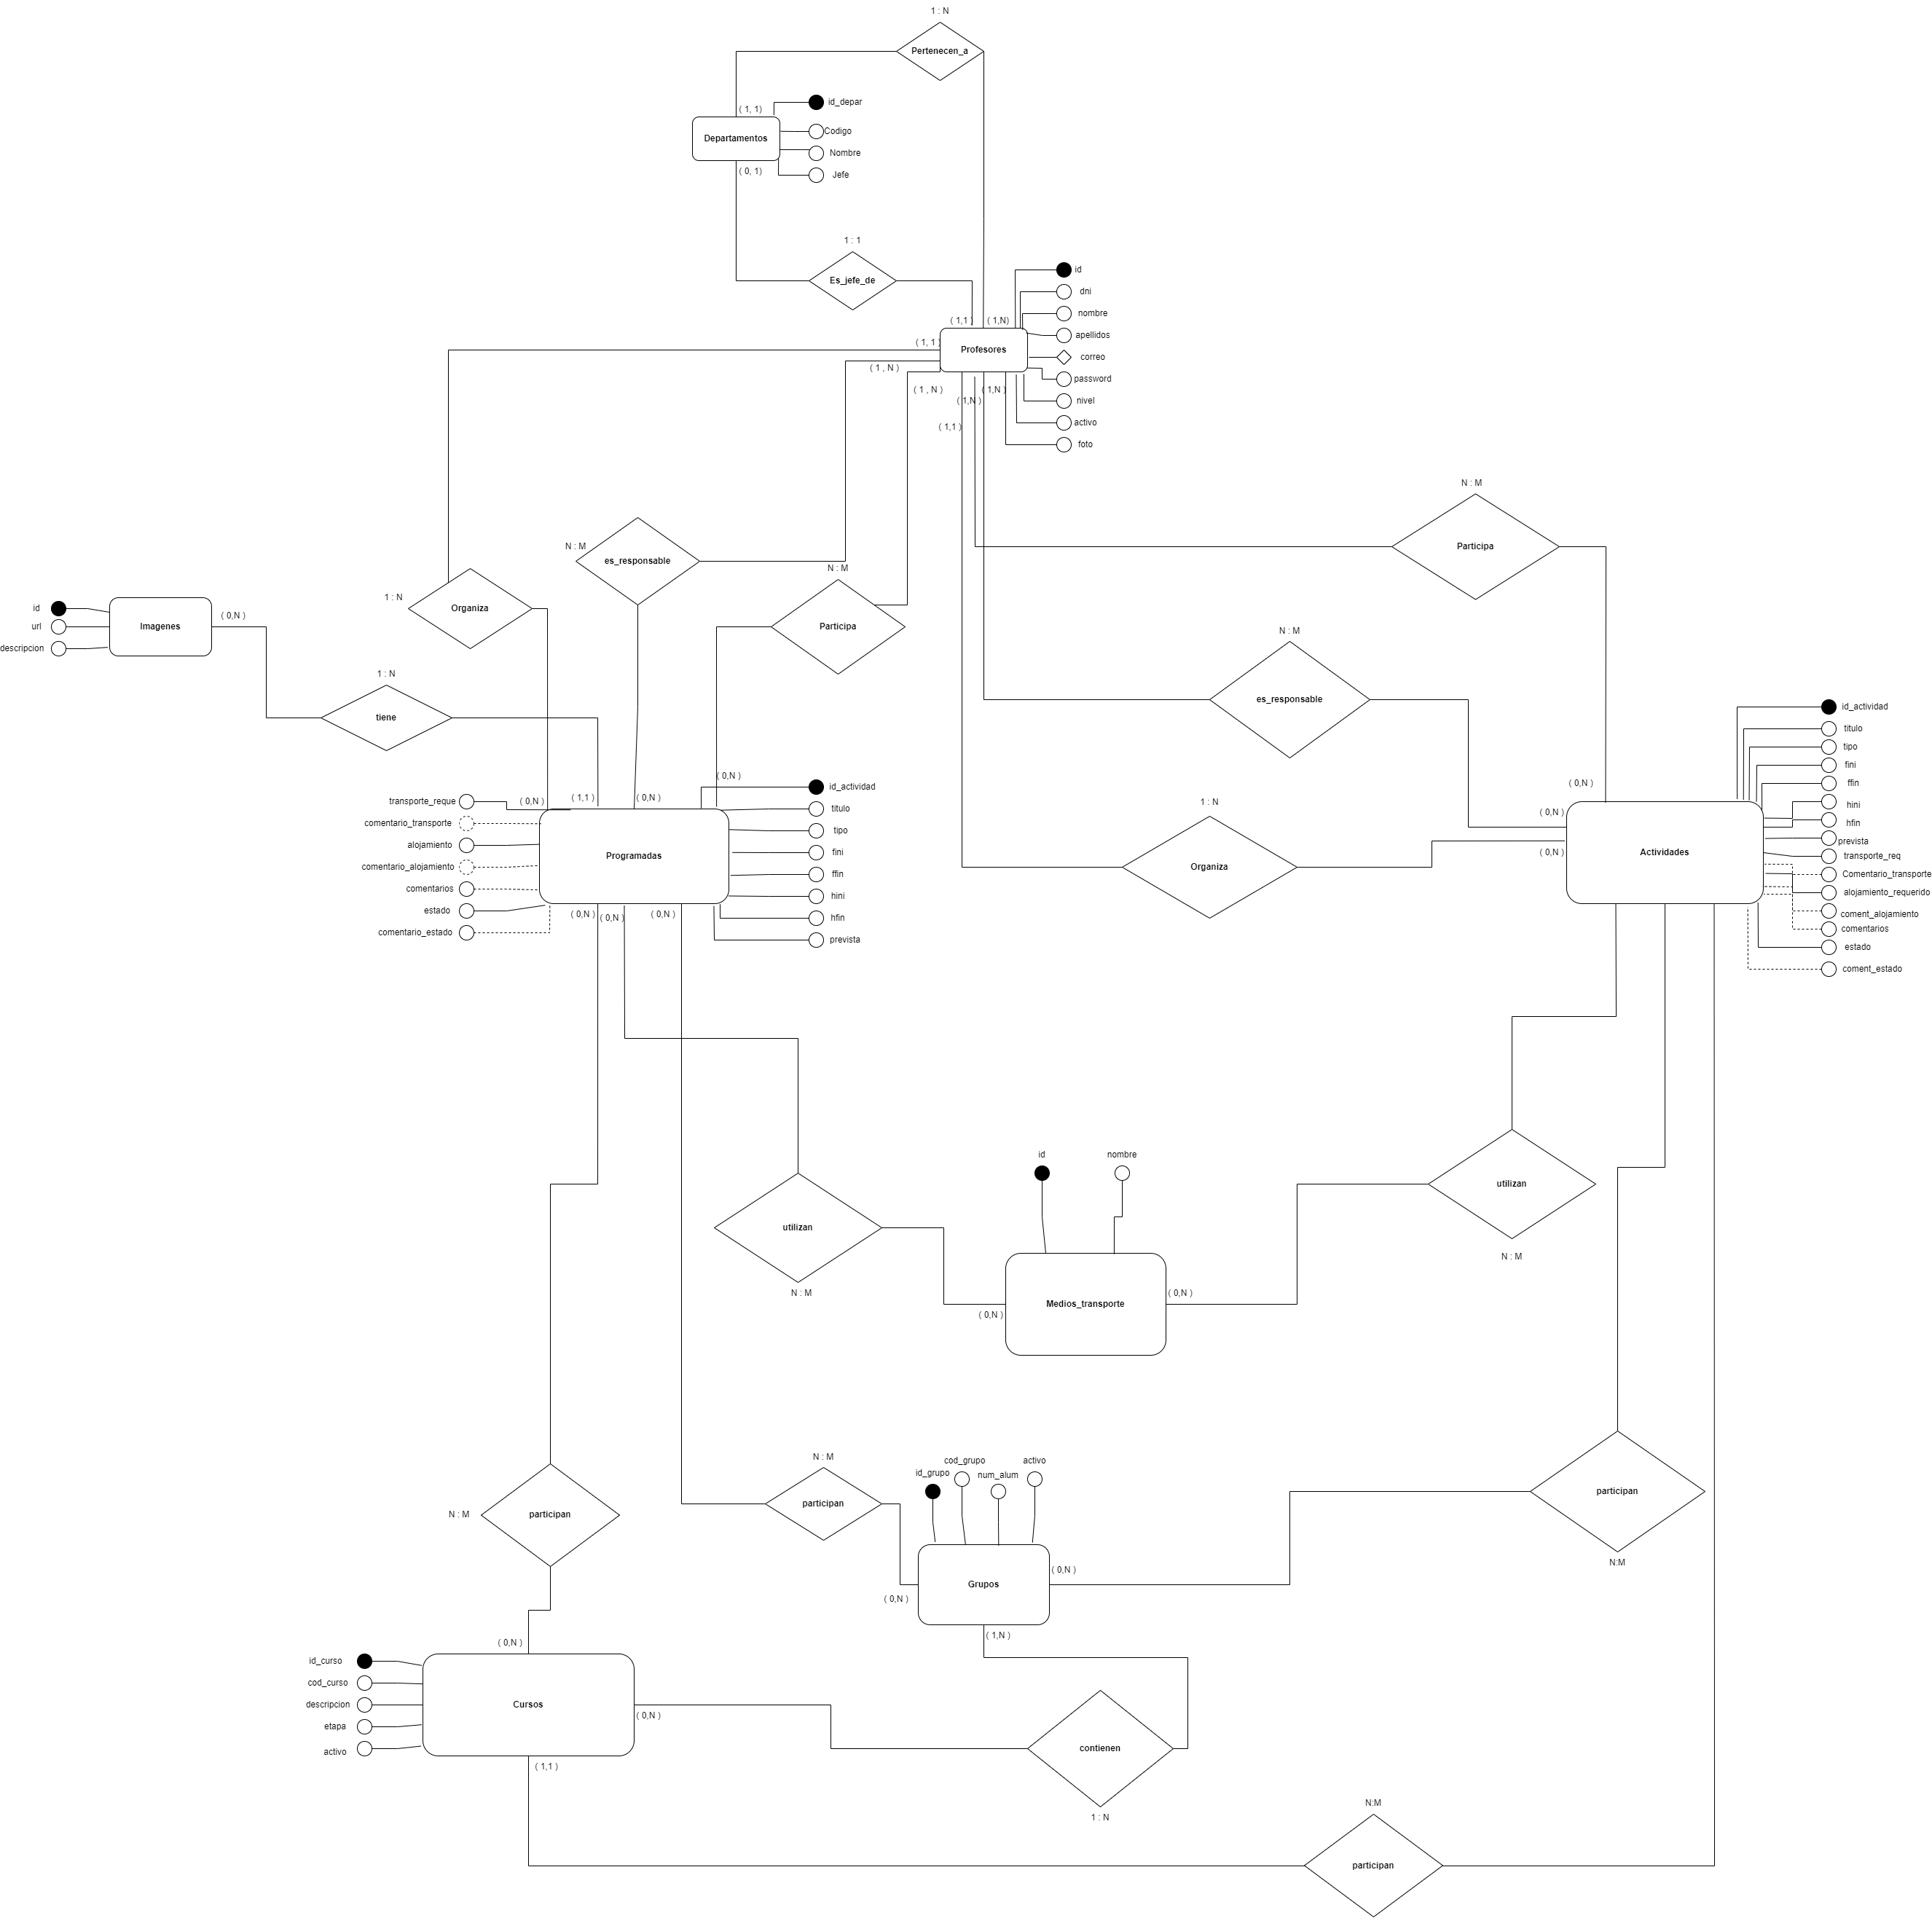 1 : N
Pertenecen_a
( 1, 1)
id_depar
Codigo
Departamentos
Nombre
( 0, 1)
Jefe
1 : 1
Es_jefe_de
id
dni
nombre
( 1,1 )
( 1,N)
apellidos
( 1, 1 )
Profesores
correo
( 1 , N )
password
( 1 , N )
( 1,N )
nivel
( 1,N )
activo
( 1,1 )
foto
N : M
Participa
N : M
es_responsable
N : M
1 : N
Organiza
Participa
id
url
descripcion
Imagenes
( 0,N )
N : M
es_responsable
1 : N
tiene
id_actividad
titulo
tipo
fini
ffin
hini
hfin
prevista
transporte_req
Comentario_transporte
alojamiento_requerido
coment_alojamiento
comentarios
estado
coment_estado
( 0,N )
( 0,N )
( 0,N )
Actividades
1 : N
Organiza
( 0,N )
id_actividad
titulo
tipo
fini
ffin
hini
hfin
prevista
transporte_reque
comentario_transporte
alojamiento
comentario_alojamiento
comentarios
estado
comentario_estado
( 0,N )
( 1,1 )
( 0,N )
Programadas
( 0,N )
( 0,N )
( 0,N )
id
nombre
utilizan
N : M
utilizan
N : M
Medios_transporte
( 0,N )
( 0,N )
N : M
participan
N : M
participan
id_grupo
cod_grupo
num_alum
activo
participan
N:M
Grupos
( 0,N )
( 0,N )
( 1,N )
( 0,N )
id_curso
cod_curso
descripcion
etapa
activo
Cursos
( 0,N )
( 1,1 )
contienen
1 : N
N:M
participan